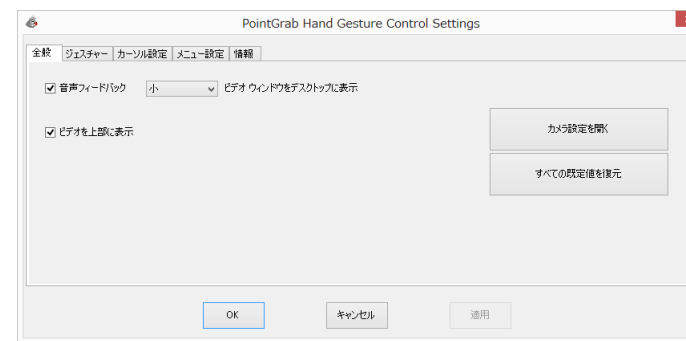 PointGrab Hand Gesture Control Settings
全般 ジェスチャー カーソル設定 メニュー設定 情報
音声フィードバック 小 ビデオ ウィンドウをデスクトップに表示
カメラ設定を開く
ビデオを上部に表示
すべての既定値を復元
OK キャンセル 適用